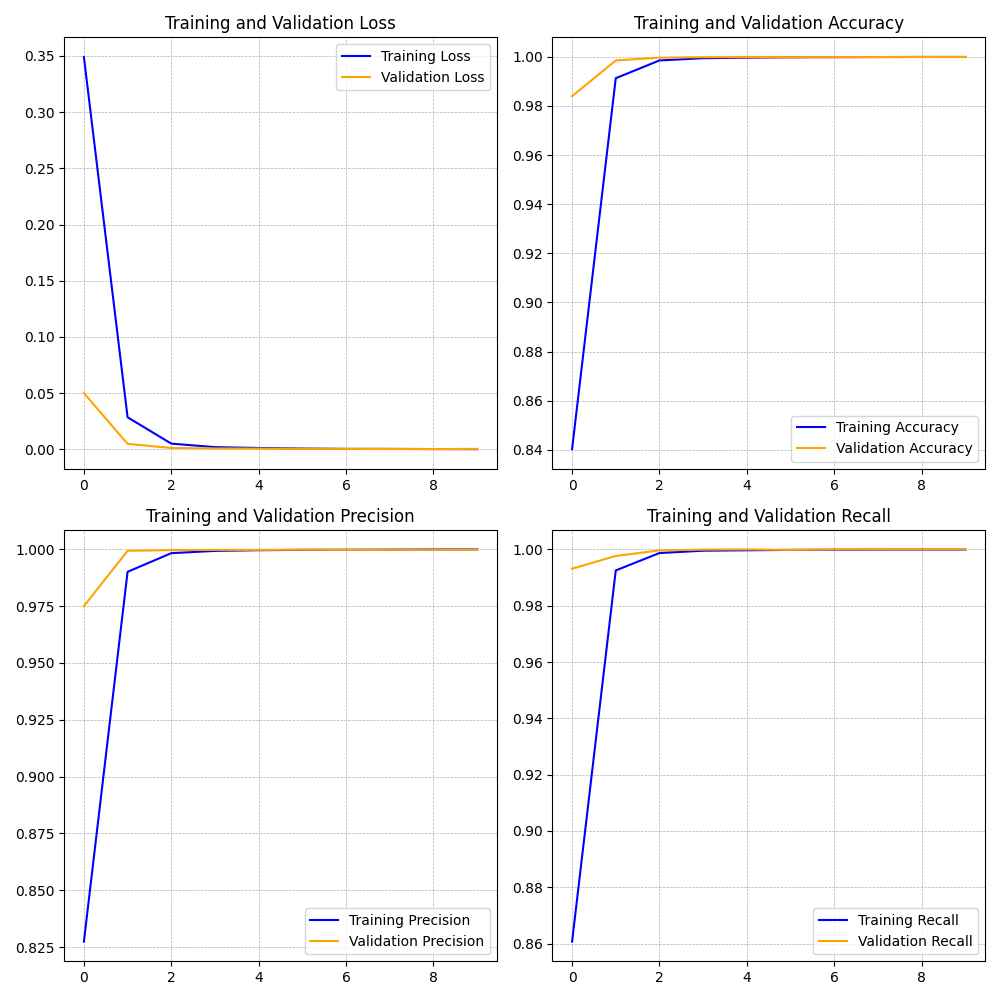 Training and Validation Loss
0.35
0.30
0.25
0.20
0.15
0.10
0.05
0.00
0 2 4 6 8
Training Loss
Validation Loss
Training and Validation Accuracy
1.00
0.98
0.96
0.94
0.92
0.90
0.88
0.86
0.84
0 2 4 6 8
Training Accuracy
Validation Accuracy
Training and Validation Precision
1.000
0.975
0.950
0.925
0.900
0.875
0.850
0.825
0 2 4 6 8
Training Precision
Validation Precision
Training and Validation Recall
1.00
0.98
0.96
0.94
0.92
0.90
0.88
0.86
0 2 4 6 8
Training Recall
Validation Recall